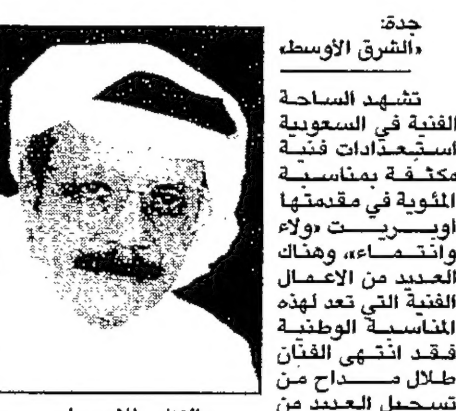 جدة:
«الشرق الأوسط»
تشهد الساحة
الفنية في السعودية
استعدادات فنية
مكثفة بمناسبة
المئوية في مقدمتها
اوبريت «ولاء
وانتماء»، وهناك
العديد من الاعمال
الفنية التي تعد لهذه
المناسبة الوطنية
فقد انتهى الفنان
طلال مداح من
تسجيل العديد من